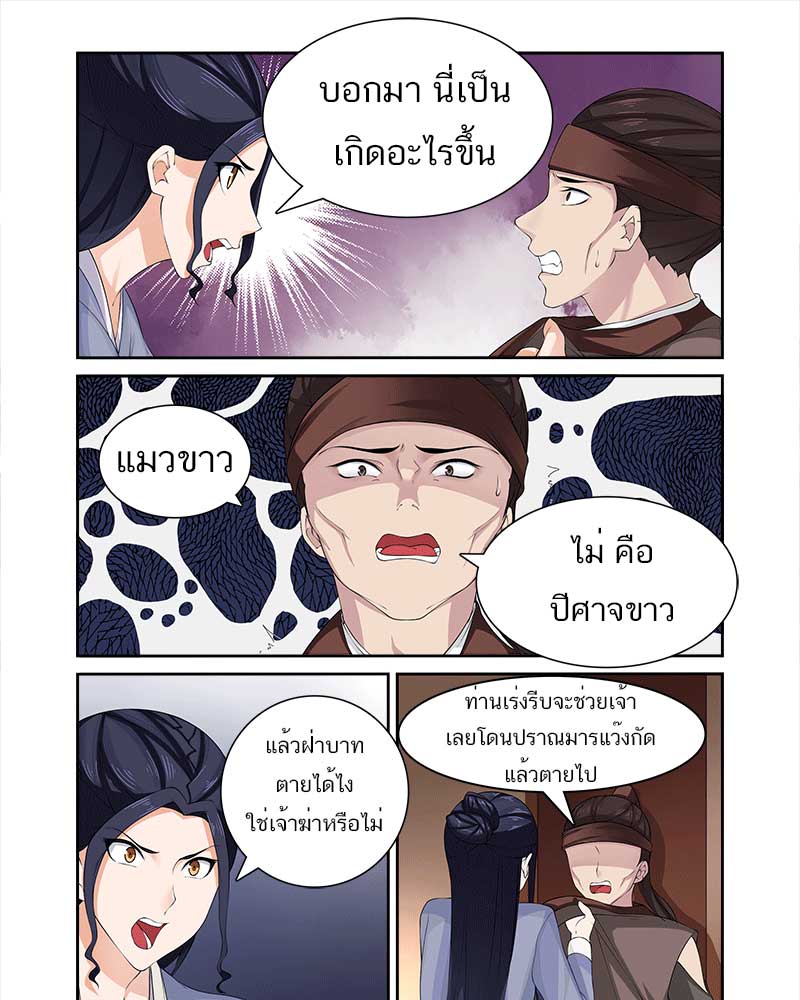 บอกมา นี่เป็น
เกิดอะไรขึ้น
แมวขาว
ไม่ คือ
ปีศาจขาว
แล้วฝ่าบาท
ตายได้ไง
ใช่เจ้าฆ่าหรือไม่
ท่านเร่งรีบจะช่วยเจ้า
เลยโดนปราณมารแว๊งกัด
แล้วตายไป